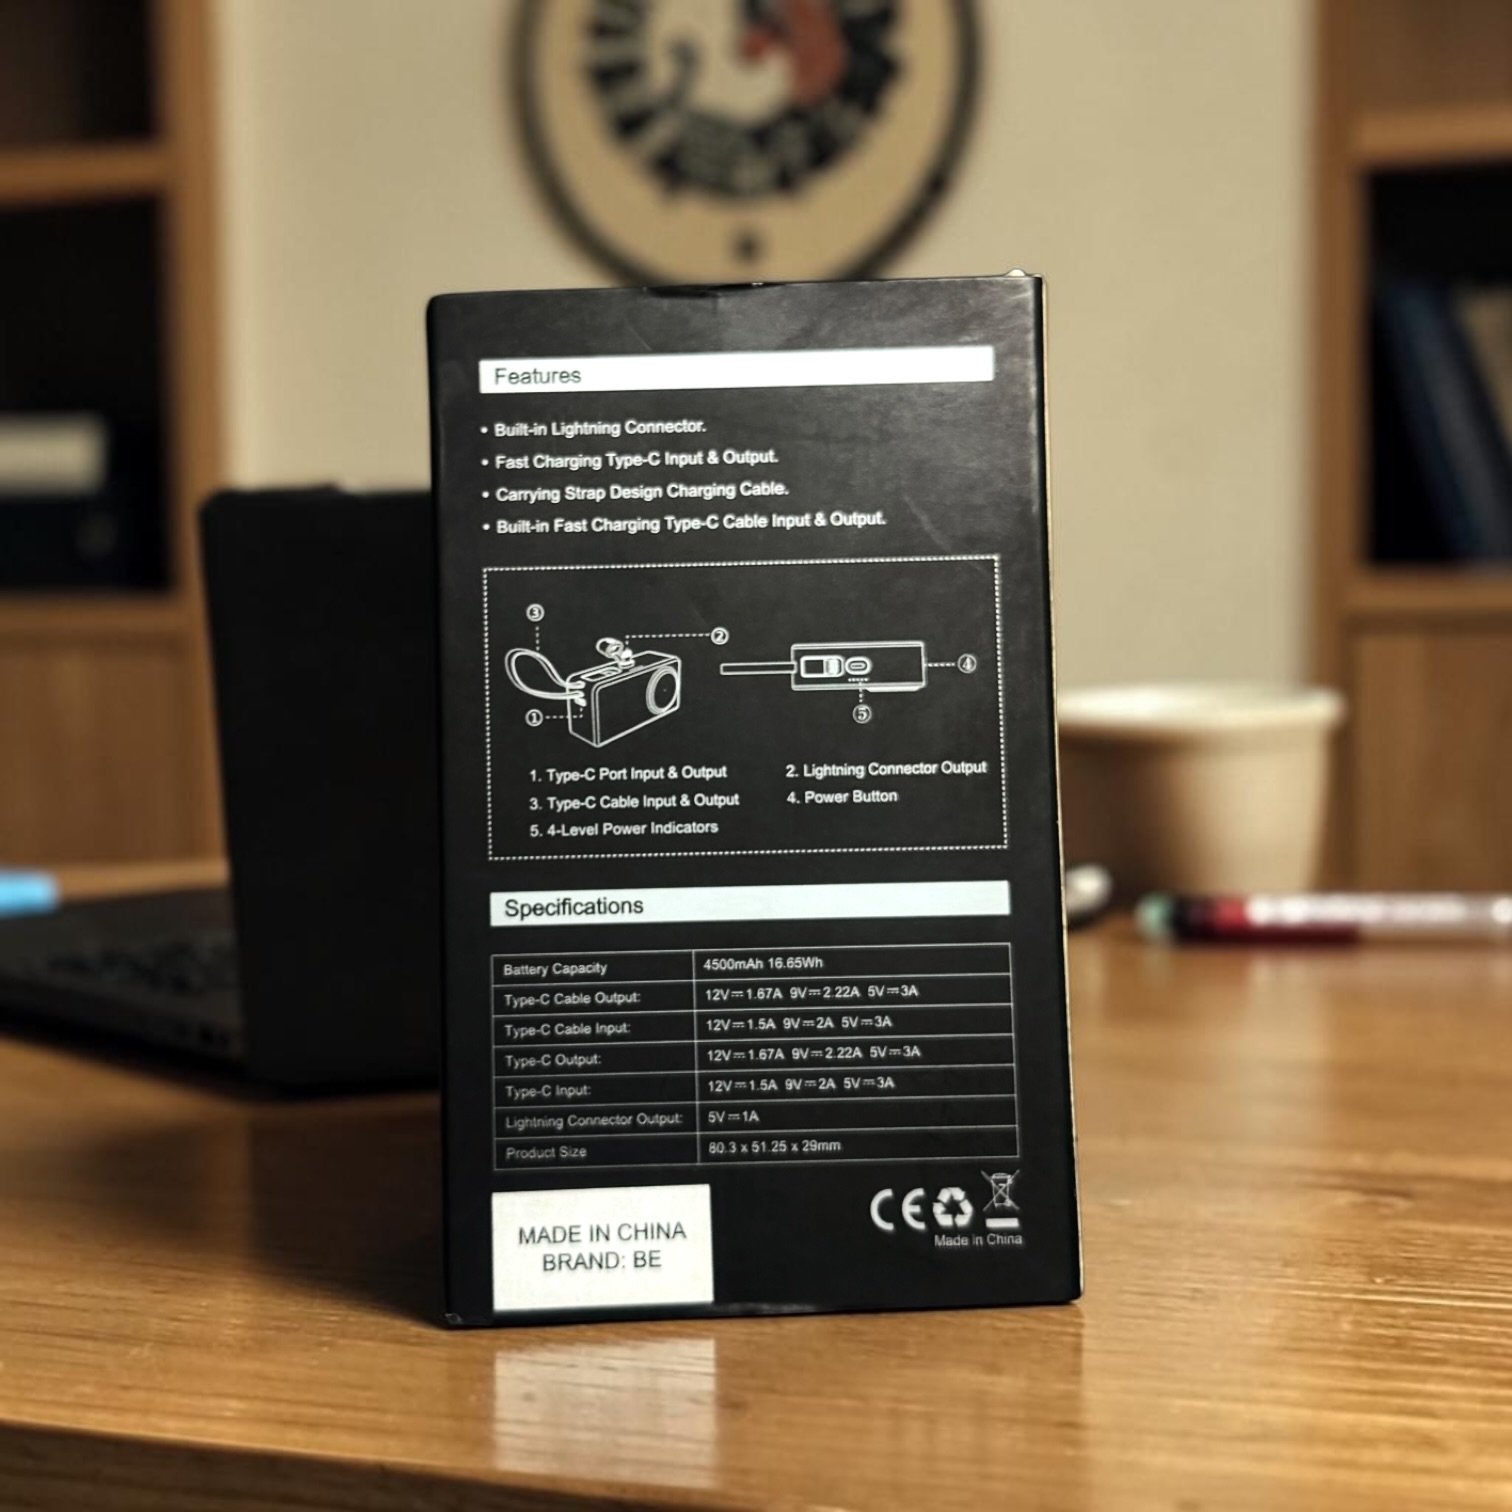 Features
• Built-in Lightning Connector.
• Fast Charging Type-C Input & Output.
• Carrying Strap Design Charging Cable.
• Built-in Fast Charging Type-C Cable Input & Output.
③
②
④
①
⑤
1. Type-C Port Input & Output
2. Lightning Connector Output
3. Type-C Cable Input & Output
4. Power Button
5. 4-Level Power Indicators
Specifications
Battery Capacity 4500mAh 16.65Wh
Type-C Cable Output: 12V⎓1.67A 9V⎓2.22A 5V⎓3A
Type-C Cable Input: 12V⎓1.5A 9V⎓2A 5V⎓3A
Type-C Output: 12V⎓1.67A 9V⎓2.22A 5V⎓3A
Type-C Input: 12V⎓1.5A 9V⎓2A 5V⎓3A
Lightning Connector Output: 5V⎓1A
Product Size 80.3 x 51.25 x 29mm
MADE IN CHINA
BRAND: BE
CE
Made in China